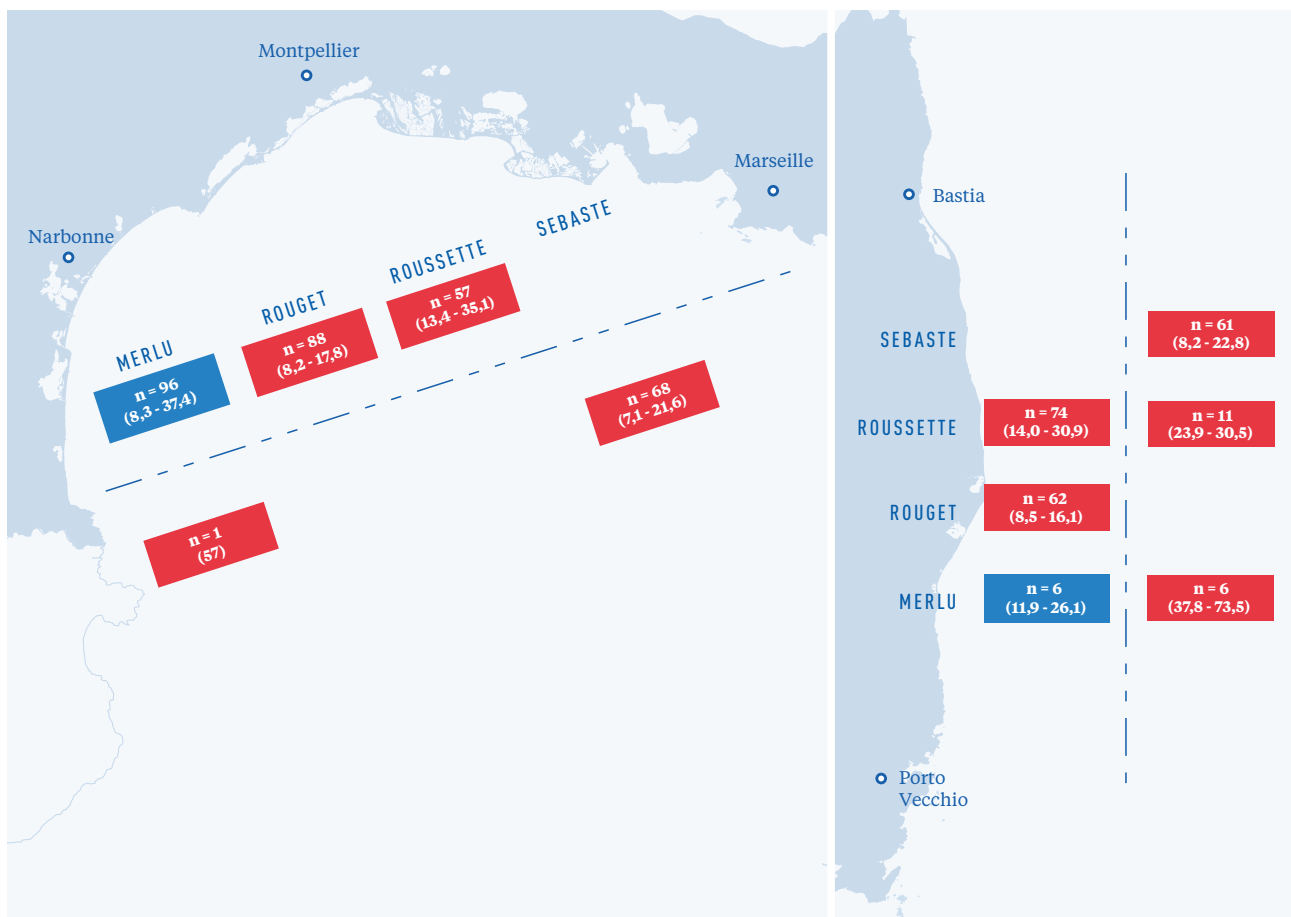 Montpellier
Marseille
Narbonne
SEBASTE
ROUSSETTE
n = 57
(13,4 - 35,1)
ROUGET
n = 88
(8,2 - 17,8)
MERLU
n = 96
(8,3 - 37,4)
n = 68
(7,1 - 21,6)
n = 1
(57)
Bastia
SEBASTE
n = 61
(8,2 - 22,8)
ROUSSETTE
n = 74
(14,0 - 30,9)
n = 11
(23,9 - 30,5)
ROUGET
n = 62
(8,5 - 16,1)
MERLU
n = 6
(11,9 - 26,1)
n = 6
(37,8 - 73,5)
Porto
Vecchio